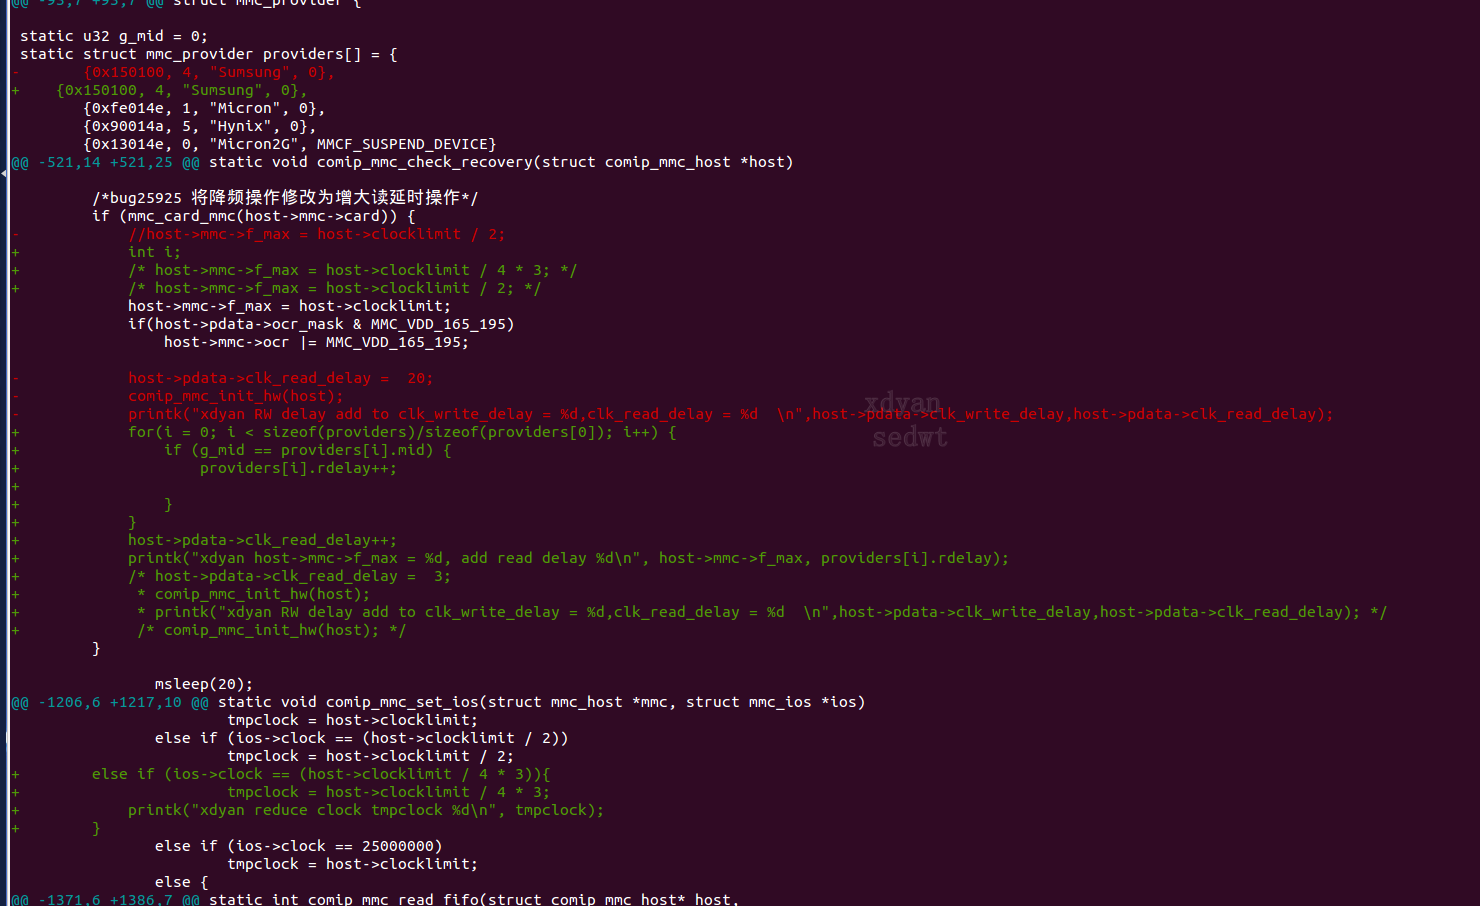 @@ -93,7 +93,7 @@ struct mmc_provider {
 static u32 g_mid = 0;
 static struct mmc_provider providers[] = {
-       {0x150100, 4, "Sumsung", 0},
+    {0x150100, 4, "Sumsung", 0},
        {0xfe014e, 1, "Micron", 0},
        {0x90014a, 5, "Hynix", 0},
        {0x13014e, 0, "Micron2G", MMCF_SUSPEND_DEVICE}
@@ -521,14 +521,25 @@ static void comip_mmc_check_recovery(struct comip_mmc_host *host)
         /*bug25925 将降频操作修改为增大读延时操作*/
         if (mmc_card_mmc(host->mmc->card)) {
-            //host->mmc->f_max = host->clocklimit / 2;
+            int i;
+            /* host->mmc->f_max = host->clocklimit / 4 * 3; */
+            /* host->mmc->f_max = host->clocklimit / 2; */
             host->mmc->f_max = host->clocklimit;
             if(host->pdata->ocr_mask & MMC_VDD_165_195)
                 host->mmc->ocr |= MMC_VDD_165_195;
-            host->pdata->clk_read_delay =  20;
-            comip_mmc_init_hw(host);
-            printk("xdyan RW delay add to clk_write_delay = %d,clk_read_delay = %d  \n",host->pdata->clk_write_delay,host->pdata->clk_read_delay);
+            for(i = 0; i < sizeof(providers)/sizeof(providers[0]); i++) {
+                if (g_mid == providers[i].mid) {
+                    providers[i].rdelay++;
+
+                }
+            }
+            host->pdata->clk_read_delay++;
+            printk("xdyan host->mmc->f_max = %d, add read delay %d\n", host->mmc->f_max, providers[i].rdelay);
+            /* host->pdata->clk_read_delay =  3;
+             * comip_mmc_init_hw(host);
+             * printk("xdyan RW delay add to clk_write_delay = %d,clk_read_delay = %d  \n",host->pdata->clk_write_delay,host->pdata->clk_read_delay); */
+             /* comip_mmc_init_hw(host); */
         }
                msleep(20);
@@ -1206,6 +1217,10 @@ static void comip_mmc_set_ios(struct mmc_host *mmc, struct mmc_ios *ios)
                        tmpclock = host->clocklimit;
                else if (ios->clock == (host->clocklimit / 2))
                        tmpclock = host->clocklimit / 2;
+        else if (ios->clock == (host->clocklimit / 4 * 3)){
+                       tmpclock = host->clocklimit / 4 * 3;
+            printk("xdyan reduce clock tmpclock %d\n", tmpclock);
+        }
                else if (ios->clock == 25000000)
                        tmpclock = host->clocklimit;
                else {
@@ -1371,6 +1386,7 @@ static int comip_mmc_read_fifo(struct comip_mmc_host* host,
xdyan
sedwt